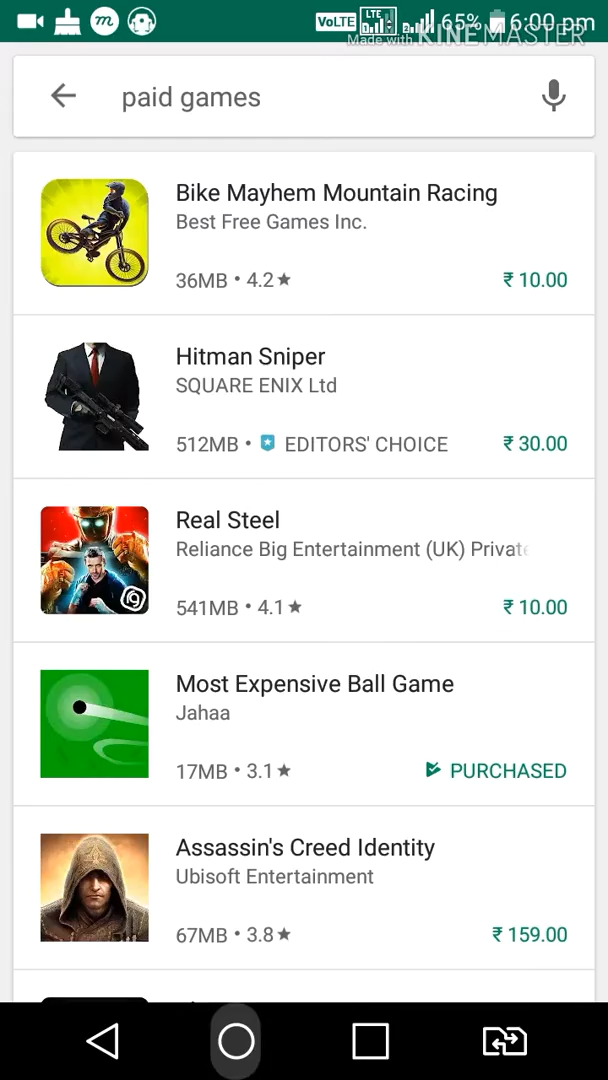 VoLTE LTE 2 65% 6:00 pm
Made with KINEMASTER
paid games
Bike Mayhem Mountain Racing
Best Free Games Inc.
36MB • 4.2★ ₹ 10.00
Hitman Sniper
SQUARE ENIX Ltd
512MB • EDITORS' CHOICE ₹ 30.00
Real Steel
Reliance Big Entertainment (UK) Private
541MB • 4.1★ ₹ 10.00
Most Expensive Ball Game
Jahaa
17MB • 3.1★ PURCHASED
Assassin's Creed Identity
Ubisoft Entertainment
67MB • 3.8★ ₹ 159.00